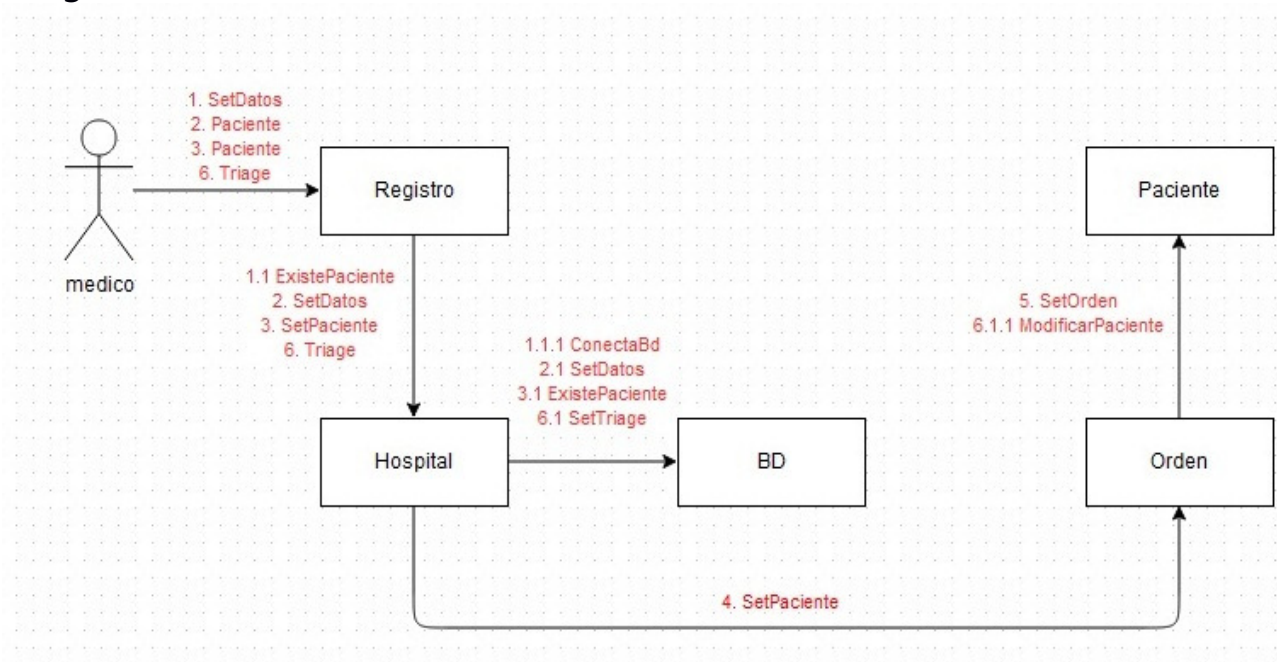 1. SetDatos
2. Paciente
3. Paciente
6. Triage
medico
Registro
Paciente
1.1 ExistePaciente
2. SetDatos
3. SetPaciente
6. Triage
5. SetOrden
6.1.1 ModificarPaciente
1.1.1 ConectaBd
2.1 SetDatos
3.1 ExistePaciente
6.1 SetTriage
Hospital
BD
Orden
4. SetPaciente